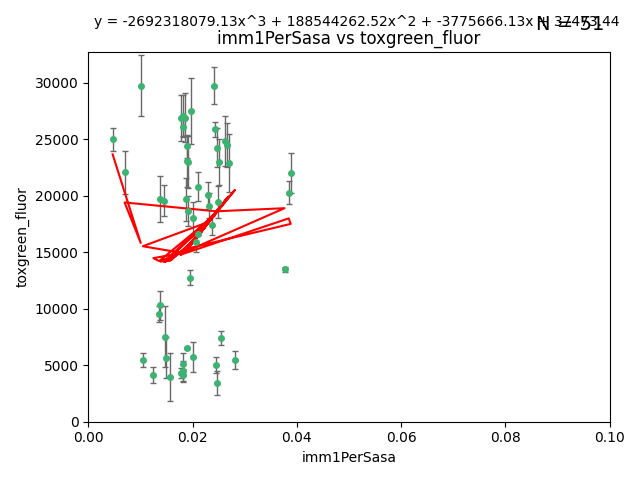 y = -2692318079.13x^3 + 188544262.52x^2 + -3775666.13x + 37473.44
N = 51
imm1PerSasa vs toxgreen_fluor
30000
25000
20000
15000
10000
5000
0
toxgreen_fluor
0.00 0.02 0.04 0.06 0.08 0.10
imm1PerSasa